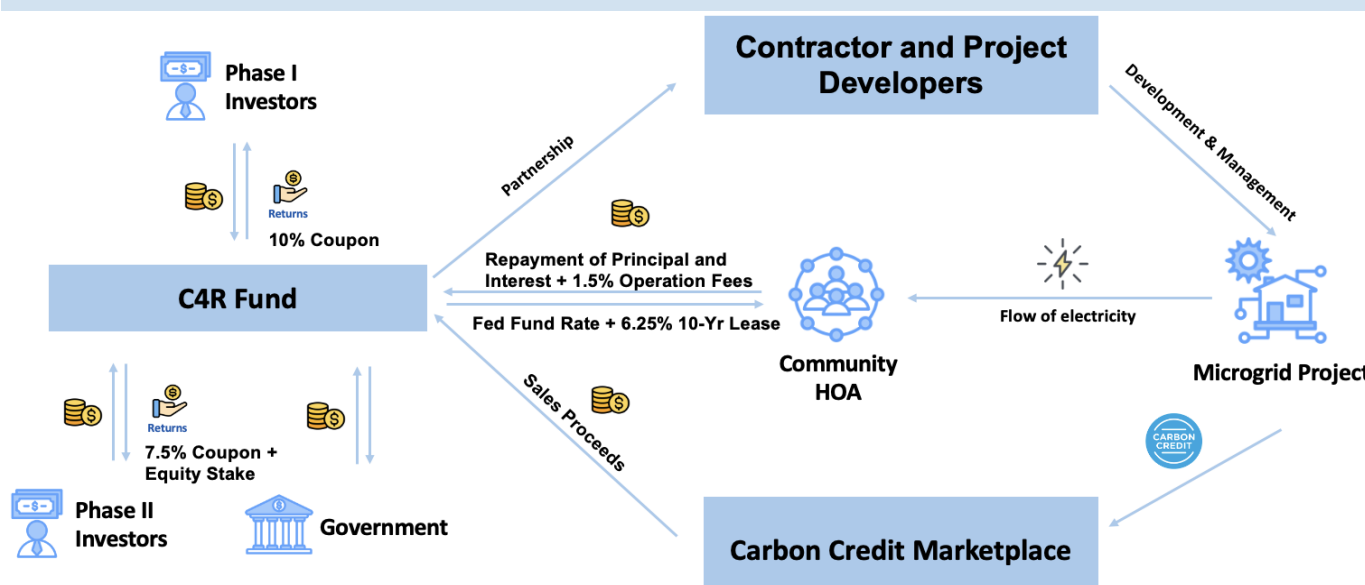 Contractor and Project
Developers
Phase I
Investors
-$-
$
$
Returns
10% Coupon
Partnership
Development & Management
$
Repayment of Principal and
Interest + 1.5% Operation Fees
C4R Fund
Fed Fund Rate + 6.25% 10-Yr Lease
Flow of electricity
Community
HOA
Microgrid Project
$
$
Returns
$
Sales Proceeds
$
7.5% Coupon +
Equity Stake
CARBON
CREDIT
-$-
Phase II
Investors
$
Government
Carbon Credit Marketplace